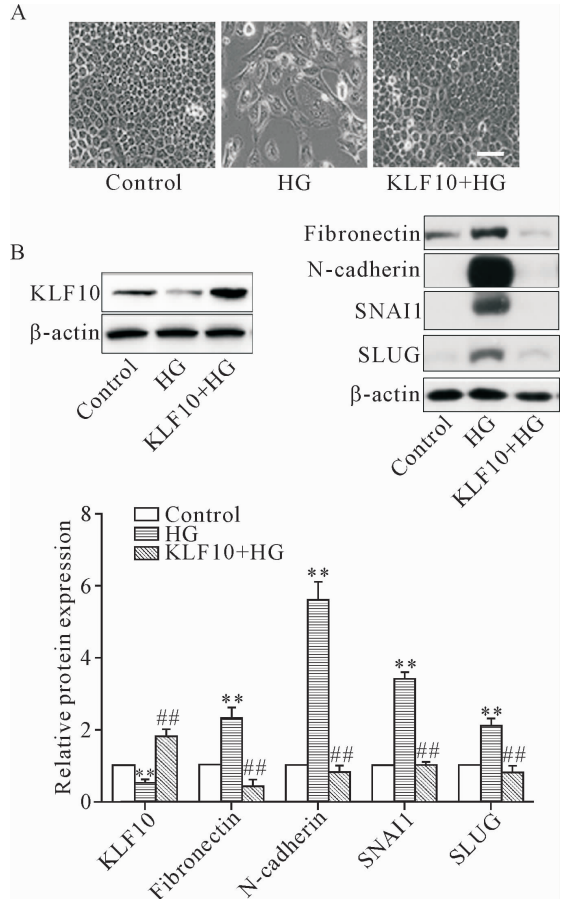 A
Control HG KLF10+HG
B
KLF10
β-actin
Control HG KLF10+HG
Fibronectin
N-cadherin
SNAI1
SLUG
β-actin
Control HG KLF10+HG
Relative protein expression
8
6
4
2
0
Control
HG
KLF10+HG
** ## ** ## ** ## ** ## ** ##
KLF10 Fibronectin N-cadherin SNAI1 SLUG